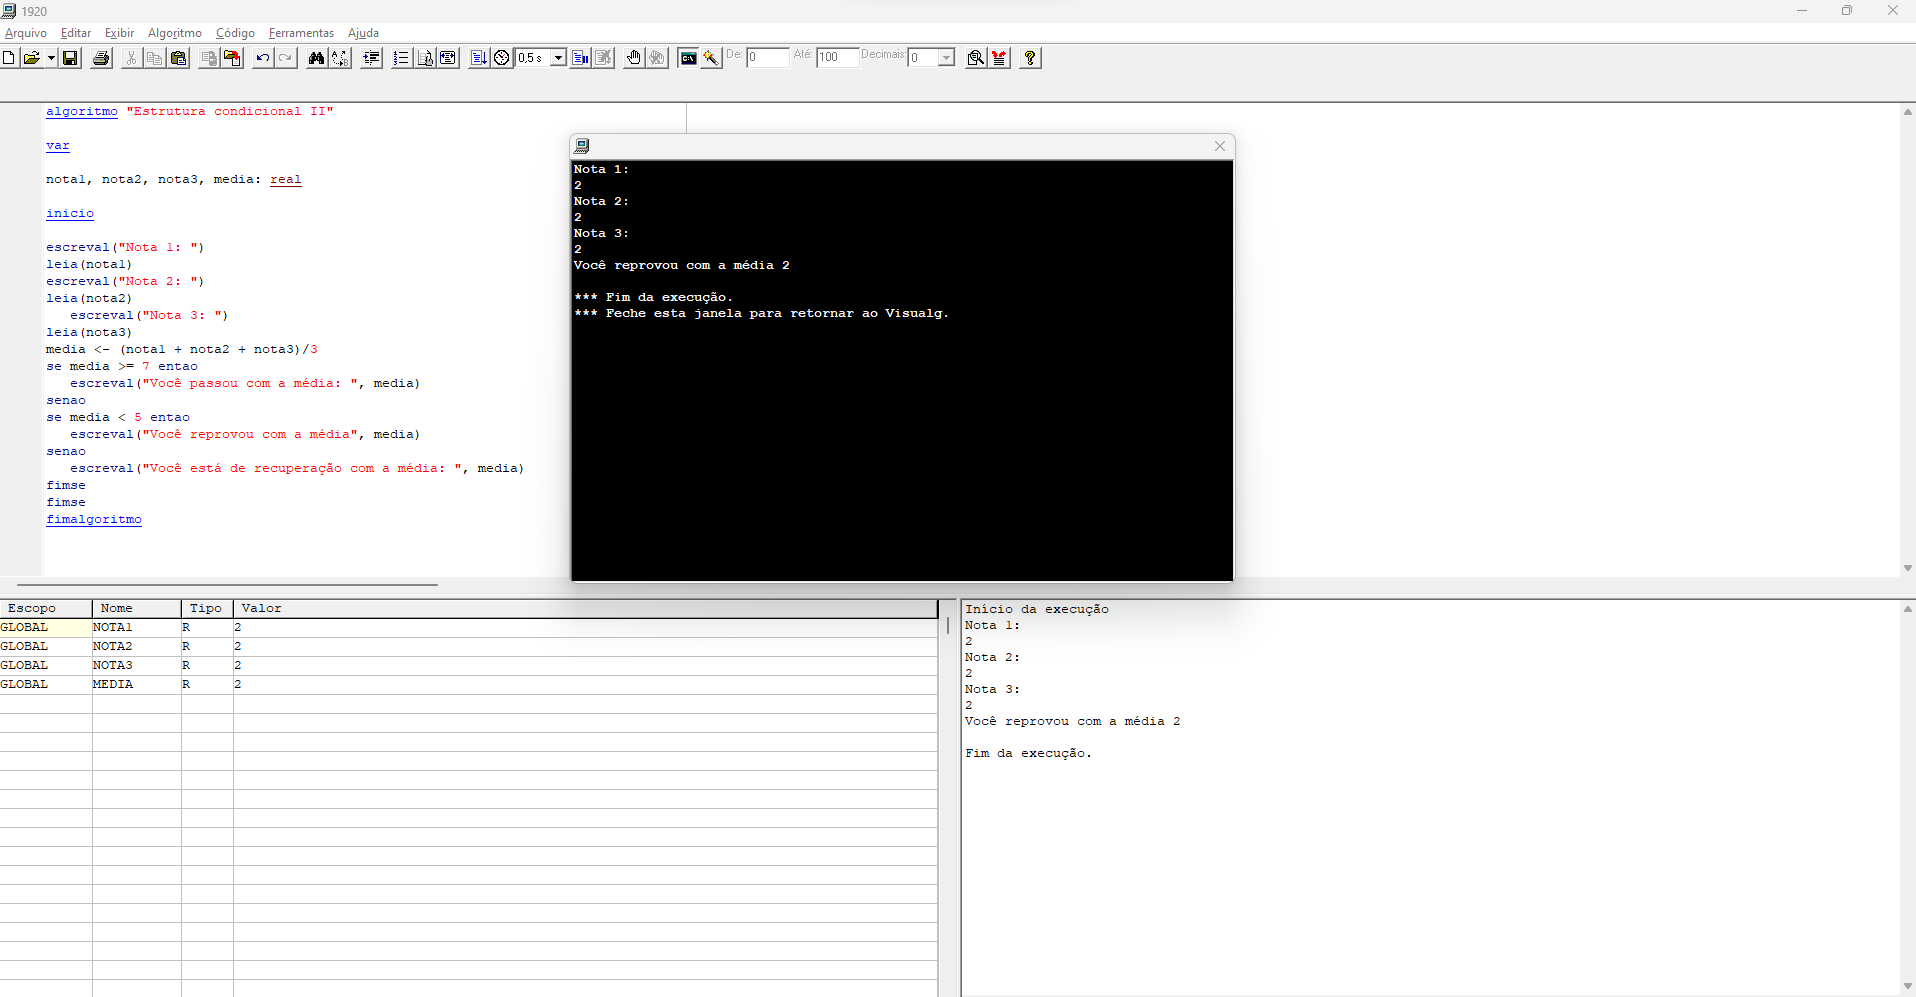 1920
Arquivo Editar Exibir Algoritmo Código Ferramentas Ajuda
0,5 s De: 0 Até: 100 Decimais: 0
algoritmo "Estrutura condicional II"
var
nota1, nota2, nota3, media: real
inicio
escreval("Nota 1: ")
leia(nota1)
escreval("Nota 2: ")
leia(nota2)
escreval("Nota 3: ")
leia(nota3)
media <- (nota1 + nota2 + nota3)/3
se media >= 7 entao
escreval("Você passou com a média: ", media)
senao
se media < 5 entao
escreval("Você reprovou com a média", media)
senao
escreval("Você está de recuperação com a média: ", media)
fimse
fimse
fimalgoritmo
Nota 1:
2
Nota 2:
2
Nota 3:
2
Você reprovou com a média 2
*** Fim da execução.
*** Feche esta janela para retornar ao Visualg.
Escopo Nome Tipo Valor
GLOBAL NOTA1 R 2
GLOBAL NOTA2 R 2
GLOBAL NOTA3 R 2
GLOBAL MEDIA R 2
Início da execução
Nota 1:
2
Nota 2:
2
Nota 3:
2
Você reprovou com a média 2
Fim da execução.